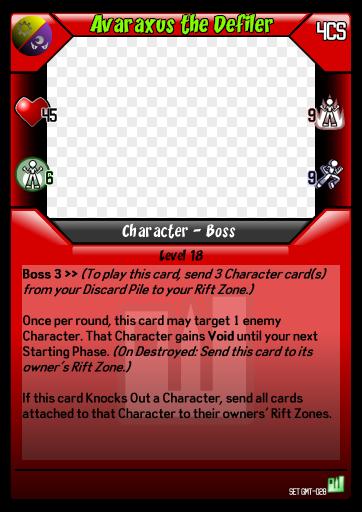 Avaraxus the Defiler
4CS
45
9
6
9
Character - Boss
Level 18
Boss 3 >> (To play this card, send 3 Character card(s)
from your Discard Pile to your Rift Zone.)
Once per round, this card may target 1 enemy
Character. That Character gains Void until your next
Starting Phase. (On Destroyed: Send this card to its
owner's Rift Zone.)
If this card Knocks Out a Character, send all cards
attached to that Character to their owners' Rift Zones.
SET GMT-028